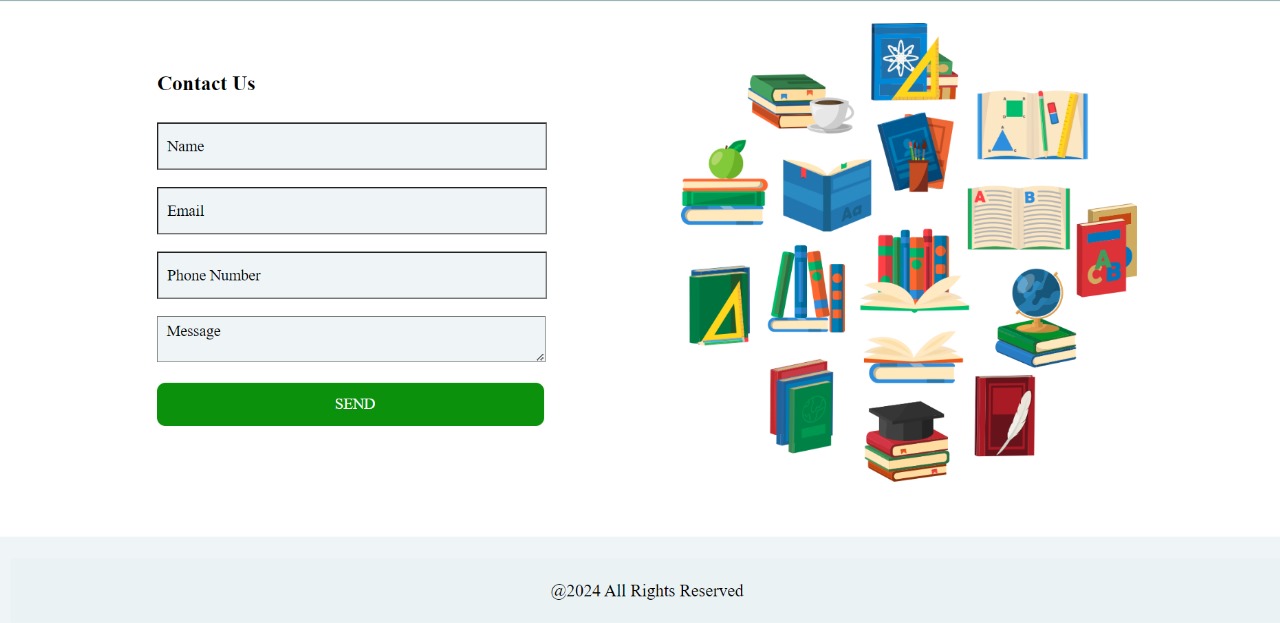 Contact Us
Name
Email
Phone Number
Message
SEND
A B
Aa
A
B
C
@2024 All Rights Reserved